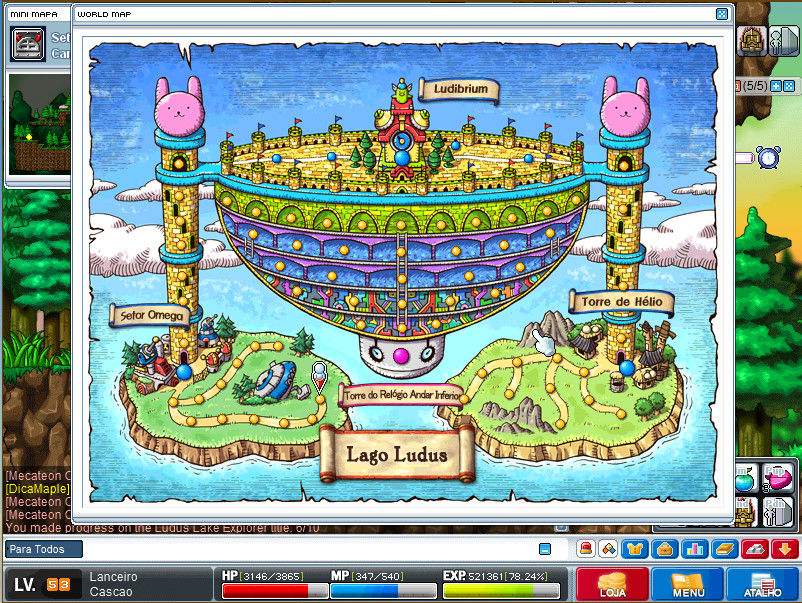 MINI MAPA
WORLD MAP
Set
Car
(5/5)
Ludibrium
Setor Omega
Torre de Hélio
Torre do Relógio Andar Inferior
Lago Ludus
[Mecateon C
[DicaMaple]
[Mecateon C
[Mecateon C
You made progress on the Ludus Lake Explorer title. 6/10
Para Todos
LV. 53
Lanceiro
Cascao
HP[3146/3865]
MP[347/540]
EXP.521361[78.24%]
LOJA
MENU
ATALHO